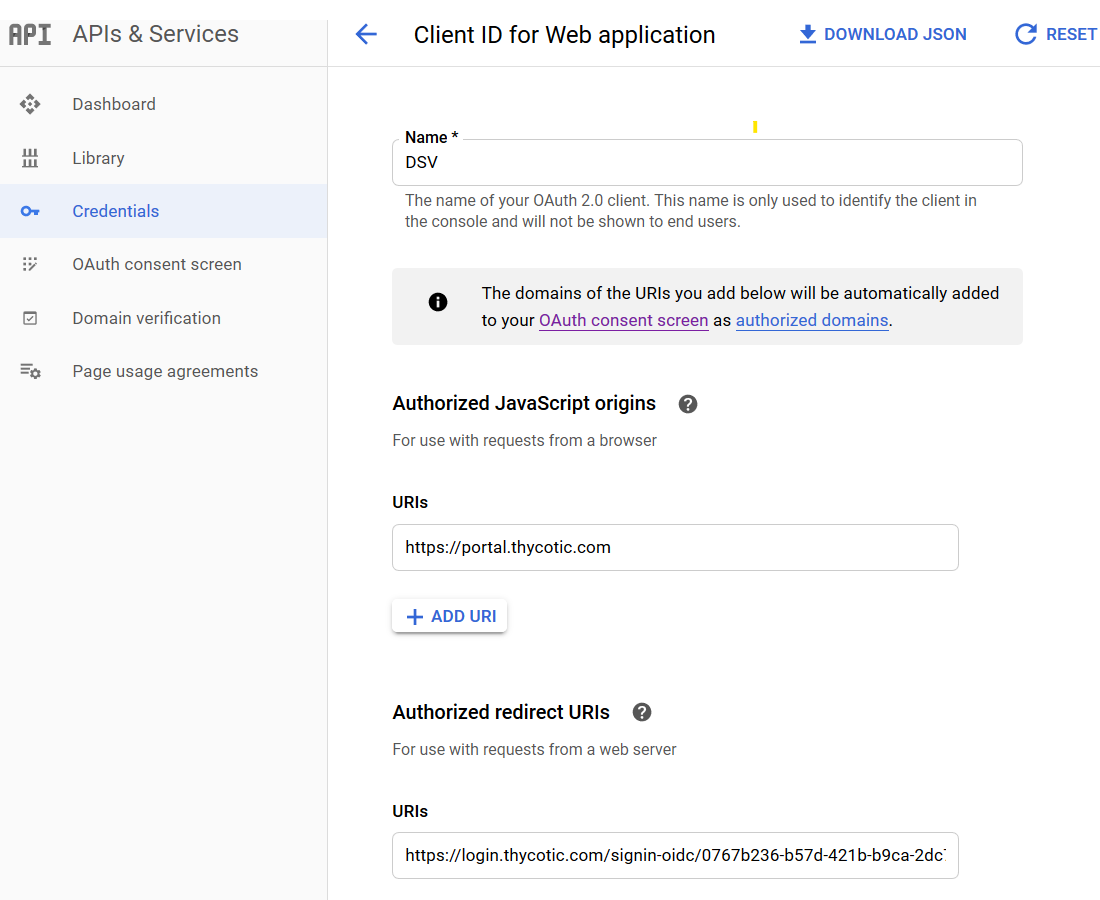 API APIs & Services
Client ID for Web application
DOWNLOAD JSON
RESET
Dashboard
Library
Credentials
OAuth consent screen
Domain verification
Page usage agreements
Name *
DSV
The name of your OAuth 2.0 client. This name is only used to identify the client in
the console and will not be shown to end users.
The domains of the URIs you add below will be automatically added
to your OAuth consent screen as authorized domains.
Authorized JavaScript origins
For use with requests from a browser
URIs
https://portal.thycotic.com
ADD URI
Authorized redirect URIs
For use with requests from a web server
URIs
https://login.thycotic.com/signin-oidc/0767b236-b57d-421b-b9ca-2dc